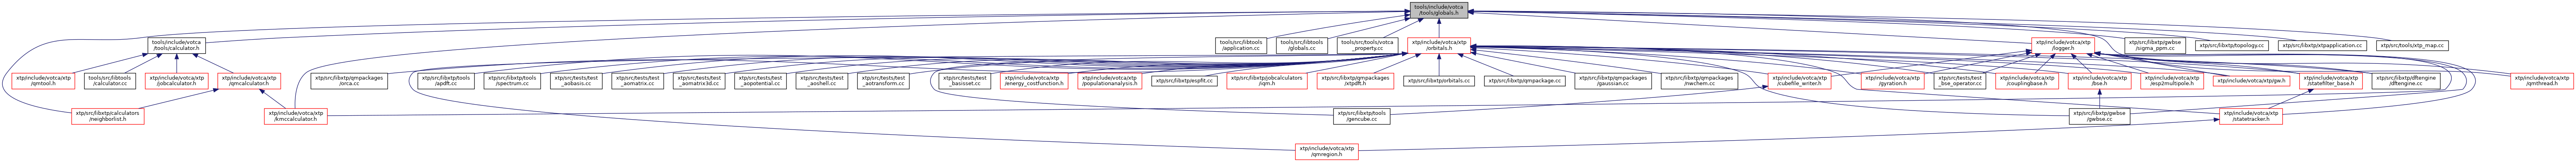 tools/include/votca
/tools/globals.h
tools/include/votca
/tools/calculator.h
tools/src/libtools
/application.cc
tools/src/libtools
/globals.cc
tools/src/tools/votca
_property.cc
xtp/include/votca/xtp
/orbitals.h
xtp/include/votca/xtp
/logger.h
xtp/src/libxtp/gwbse
/sigma_ppm.cc
xtp/src/libxtp/topology.cc
xtp/src/libxtp/xtpapplication.cc
xtp/src/tools/xtp_map.cc
xtp/include/votca/xtp
/qmtool.h
tools/src/libtools
/calculator.cc
xtp/include/votca/xtp
/jobcalculator.h
xtp/include/votca/xtp
/qmcalculator.h
xtp/src/libxtp/qmpackages
/orca.cc
xtp/src/libxtp/tools
/apdft.cc
xtp/src/libxtp/tools
/spectrum.cc
xtp/src/tests/test
_aobasis.cc
xtp/src/tests/test
_aomatrix.cc
xtp/src/tests/test
_aomatrix3d.cc
xtp/src/tests/test
_aopotential.cc
xtp/src/tests/test
_aoshell.cc
xtp/src/tests/test
_aotransform.cc
xtp/src/tests/test
_basisset.cc
xtp/include/votca/xtp
/energy_costfunction.h
xtp/include/votca/xtp
/populationanalysis.h
xtp/src/libxtp/espfit.cc
xtp/src/libxtp/jobcalculators
/iqm.h
xtp/src/libxtp/qmpackages
/xtpdft.h
xtp/src/libxtp/orbitals.cc
xtp/src/libxtp/qmpackage.cc
xtp/src/libxtp/qmpackages
/gaussian.cc
xtp/src/libxtp/qmpackages
/nwchem.cc
xtp/include/votca/xtp
/cubefile_writer.h
xtp/include/votca/xtp
/gyration.h
xtp/src/tests/test
_bse_operator.cc
xtp/include/votca/xtp
/couplingbase.h
xtp/include/votca/xtp
/bse.h
xtp/include/votca/xtp
/esp2multipole.h
xtp/include/votca/xtp/gw.h
xtp/include/votca/xtp
/statefilter_base.h
xtp/src/libxtp/dftengine
/dftengine.cc
xtp/include/votca/xtp
/qmthread.h
xtp/src/libxtp/calculators
/neighborlist.h
xtp/include/votca/xtp
/kmccalculator.h
xtp/src/libxtp/tools
/gencube.cc
xtp/src/libxtp/gwbse
/gwbse.cc
xtp/include/votca/xtp
/statetracker.h
xtp/include/votca/xtp
/qmregion.h